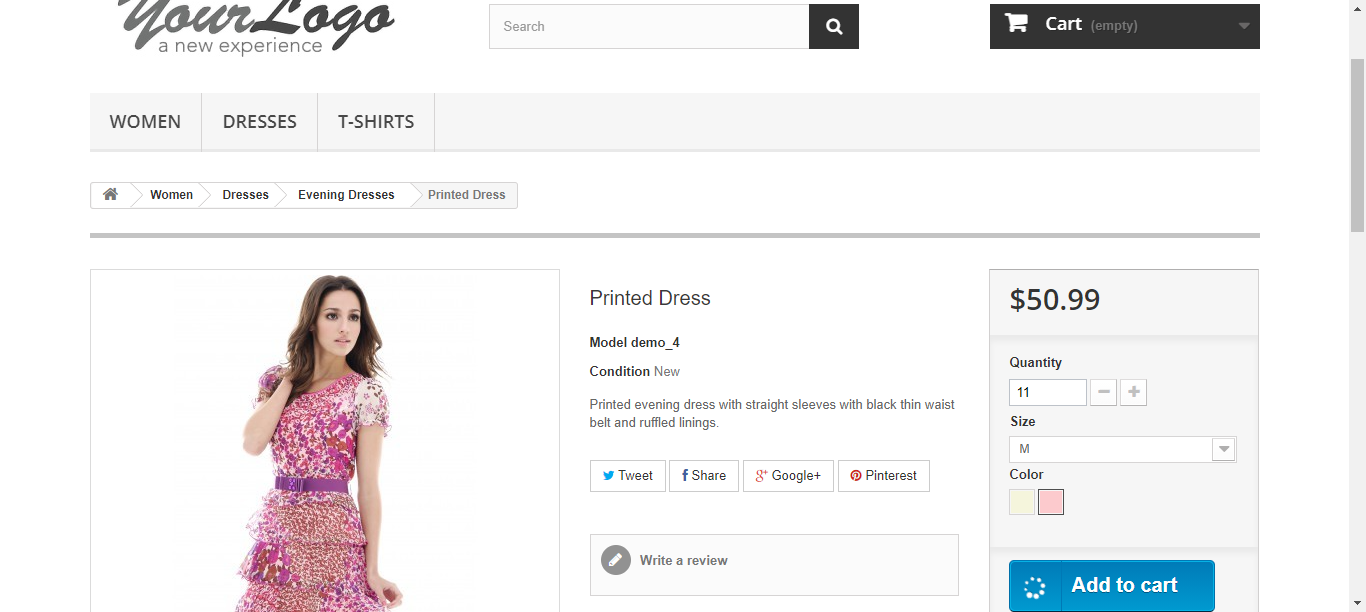 YourLogo
a new experience
Search
Cart (empty)
WOMEN DRESSES T-SHIRTS
Women Dresses Evening Dresses Printed Dress
Printed Dress
Model demo_4
Condition New
Printed evening dress with straight sleeves with black thin waist
belt and ruffled linings.
Tweet Share Google+ Pinterest
Write a review
$50.99
Quantity
11
Size
M
Color
Add to cart